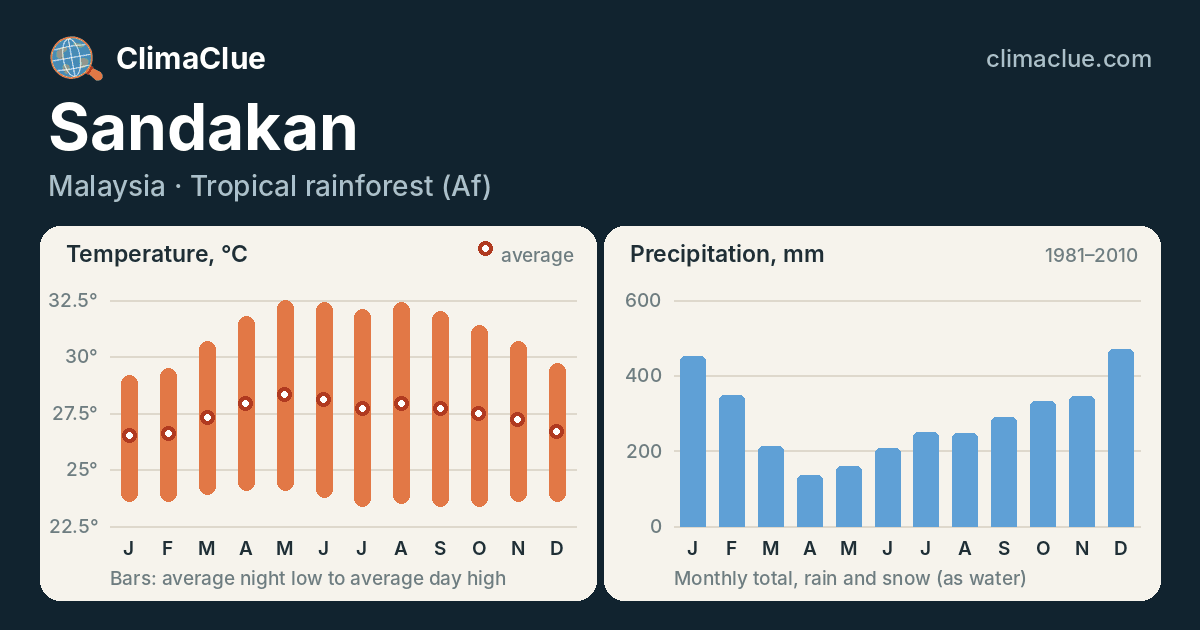 ClimaClue
climaclue.com
Sandakan
Malaysia · Tropical rainforest (Af)
Temperature, °C
average
32.5°
30°
27.5°
25°
22.5°
J F M A M J J A S O N D
Bars: average night low to average day high
Precipitation, mm
1981–2010
600
400
200
0
J F M A M J J A S O N D
Monthly total, rain and snow (as water)